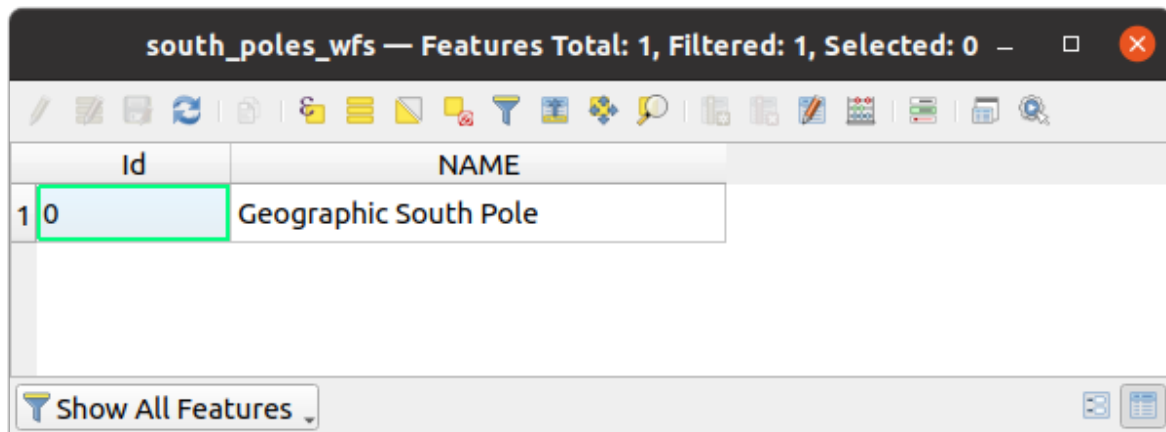 south_poles_wfs — Features Total: 1, Filtered: 1, Selected: 0
Id NAME
1 0 Geographic South Pole
Show All Features